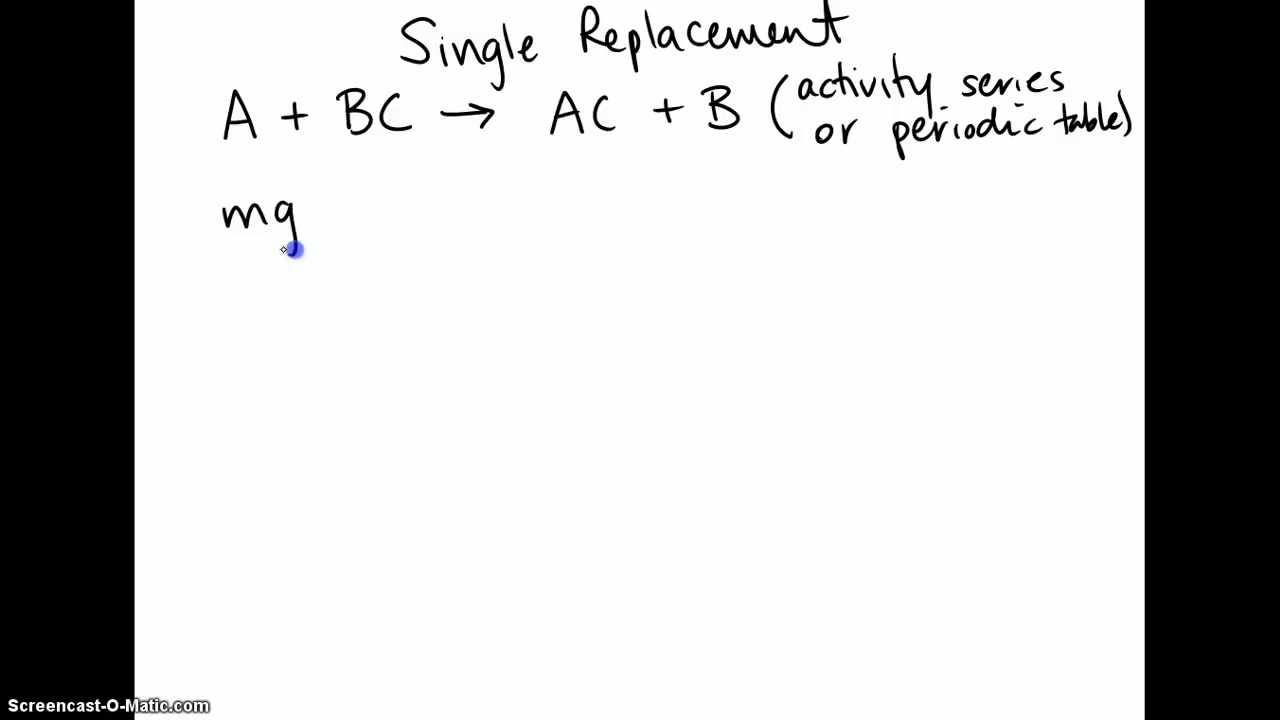 Single Replacement
A + BC → AC + B (activity series
or periodic table)
mg
Screencast-O-Matic.com